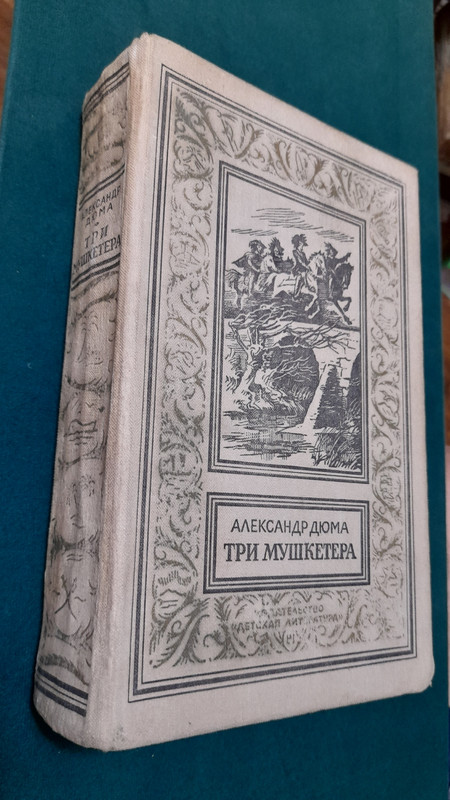 АЛЕКСАНДР
ДЮМА
ТРИ
МУШКЕТЕРА
АЛЕКСАНДР ДЮМА
ТРИ МУШКЕТЕРА
ИЗДАТЕЛЬСТВО
"ДЕТСКАЯ ЛИТЕРАТУРА"